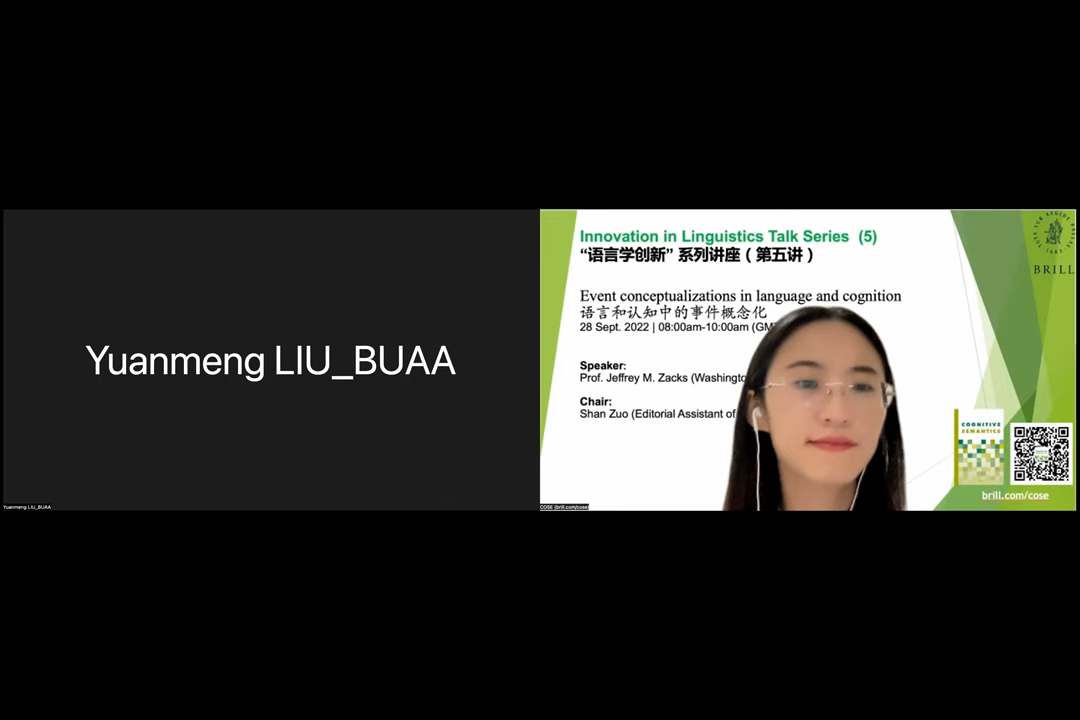 Yuanmeng LIU_BUAA
Yuanmeng LIU_BUAA
Innovation in Linguistics Talk Series (5)
“语言学创新” 系列讲座（第五讲）
Event conceptualizations in language and cognition
语言和认知中的事件概念化
28 Sept. 2022 | 08:00am-10:00am (GM
Speaker:
Prof. Jeffrey M. Zacks (Washingto
Chair:
Shan Zuo (Editorial Assistant of
BRILL
COGNITIVE
SEMANTICS
brill.com/cose
COSE (brill.com/cose)